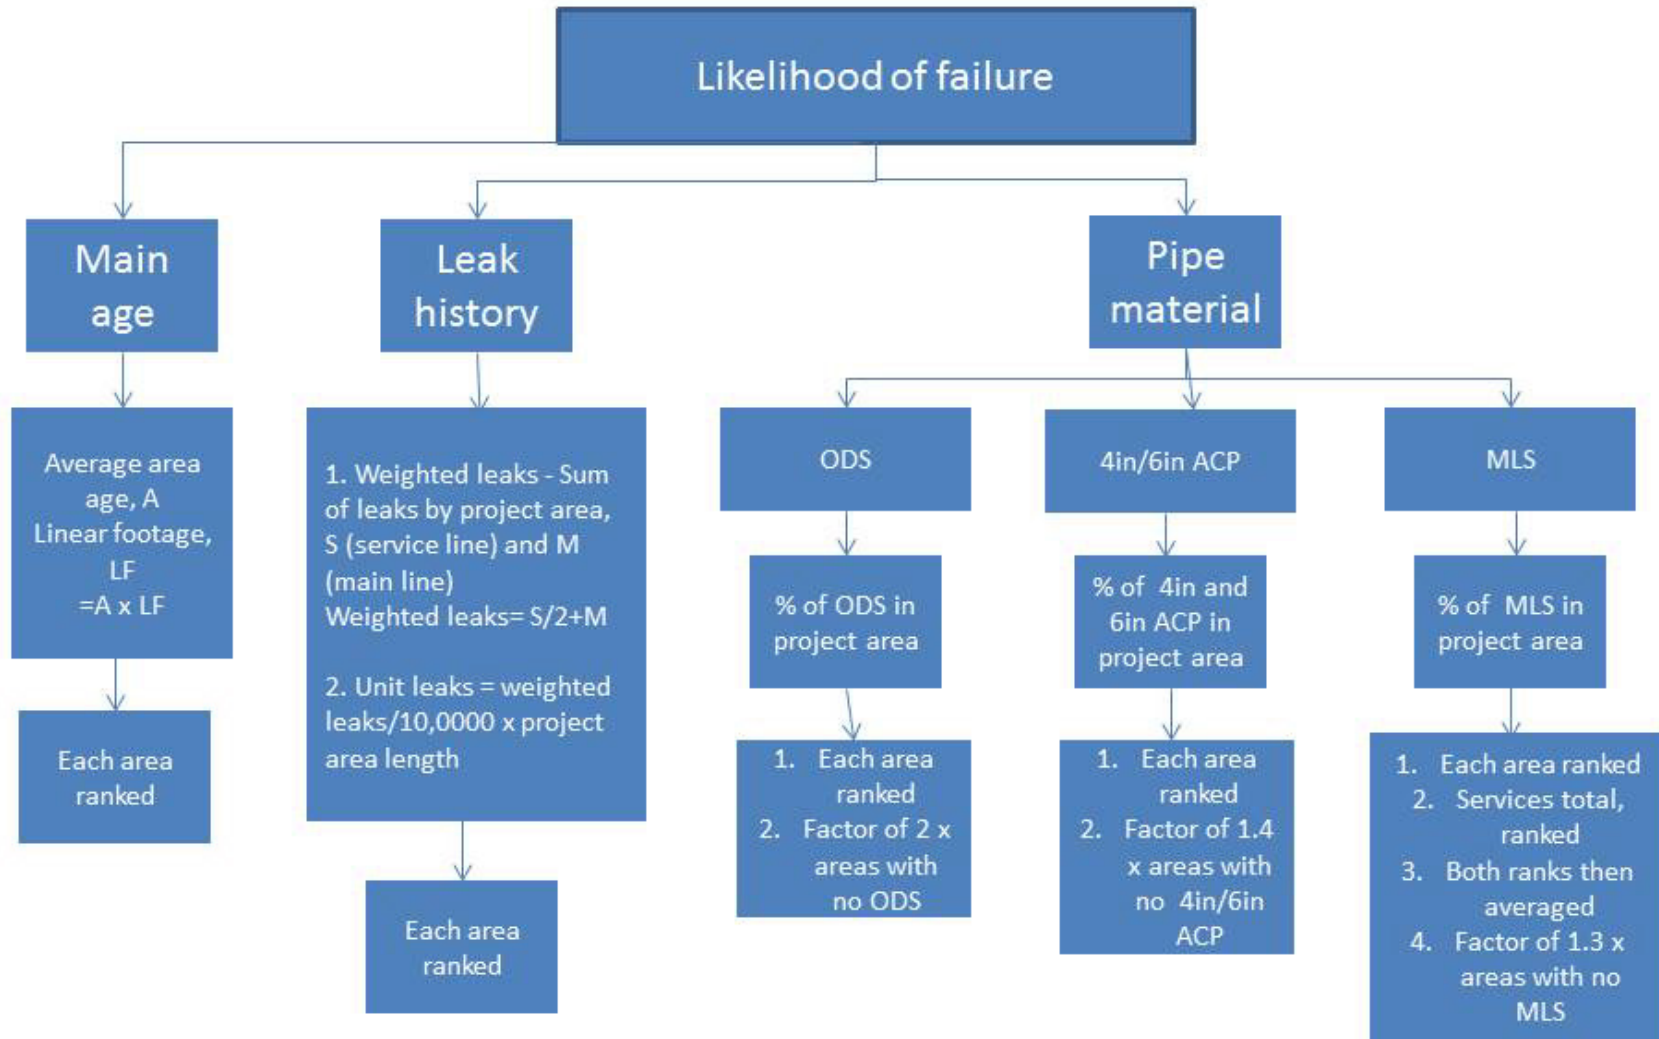 Likelihood of failure
Main
age
Leak
history
Pipe
material
Average area
age, A
Linear footage,
LF
=A x LF
Each area
ranked
1. Weighted leaks - Sum
of leaks by project area,
S (service line) and M
(main line)
Weighted leaks= S/2+M
2. Unit leaks = weighted
leaks/10,0000 x project
area length
Each area
ranked
ODS
% of ODS in
project area
1. Each area
ranked
2. Factor of 2 x
areas with
no ODS
4in/6in ACP
% of 4in and
6in ACP in
project area
1. Each area
ranked
2. Factor of 1.4
x areas with
no 4in/6in
ACP
MLS
% of MLS in
project area
1. Each area ranked
2. Services total,
ranked
3. Both ranks then
averaged
4. Factor of 1.3 x
areas with no
MLS